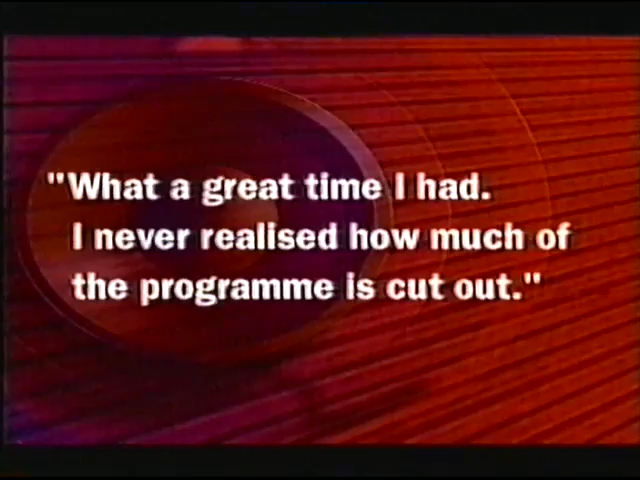 "What a great time I had.
I never realised how much of
the programme is cut out."